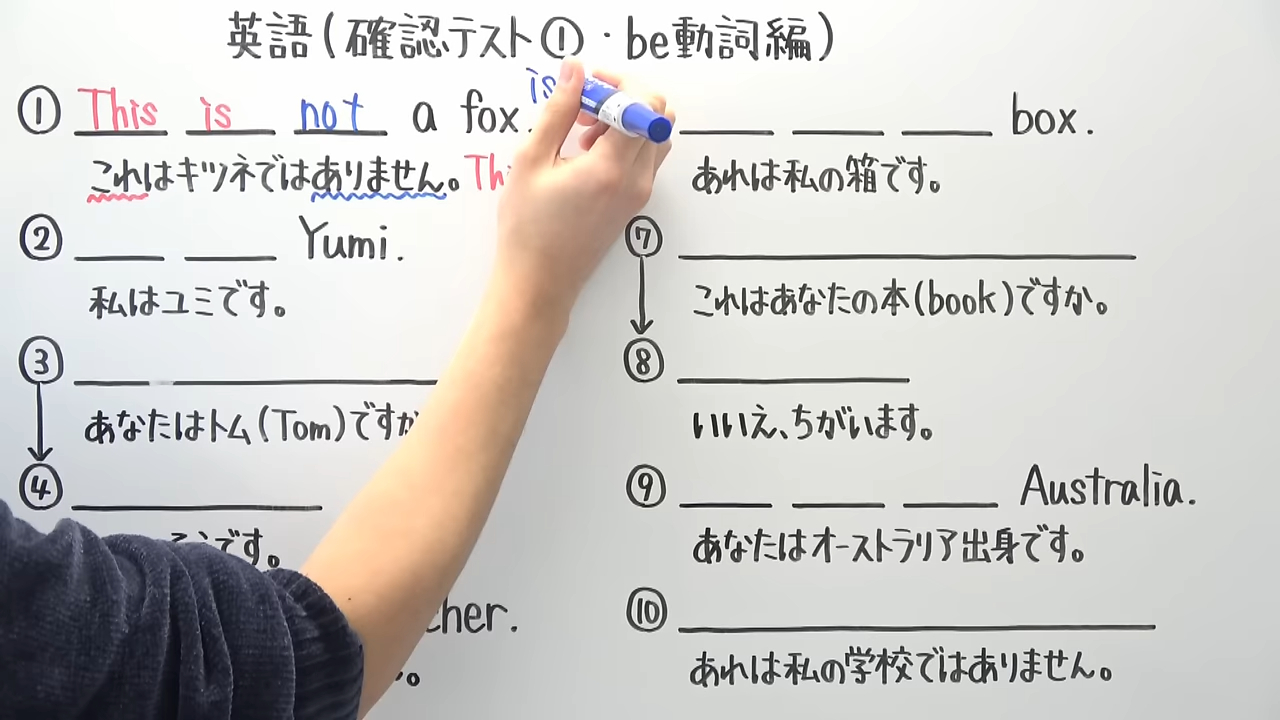 英語(確認テスト①・be動詞編)
① This is not a fox.
is
これはキツネではありません。
② Yumi.
私はユミです。
③
あなたはトム(Tom)ですか
④
そうです。
box.
あれは私の箱です。
⑦
これはあなたの本(book)ですか。
⑧
いいえ、ちがいます。
⑨ Australia.
あなたはオーストラリア出身です。
⑩
あれは私の学校ではありません。